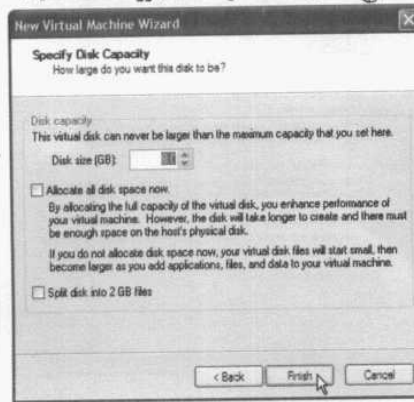 New Virtual Machine Wizard
Specify Disk Capacity
How large do you want this disk to be?
Disk capacity
This virtual disk can never be larger than the maximum capacity that you set here.
Disk size (GB):
Allocate all disk space now.
By allocating the full capacity of the virtual disk, you enhance performance of
your virtual machine. However, the disk will take longer to create and there must
be enough space on the host's physical disk.
If you do not allocate disk space now, your virtual disk files will start small, then
become larger as you add applications, files, and data to your virtual machine.
Split disk into 2 GB files
< Back
Finish
Cancel